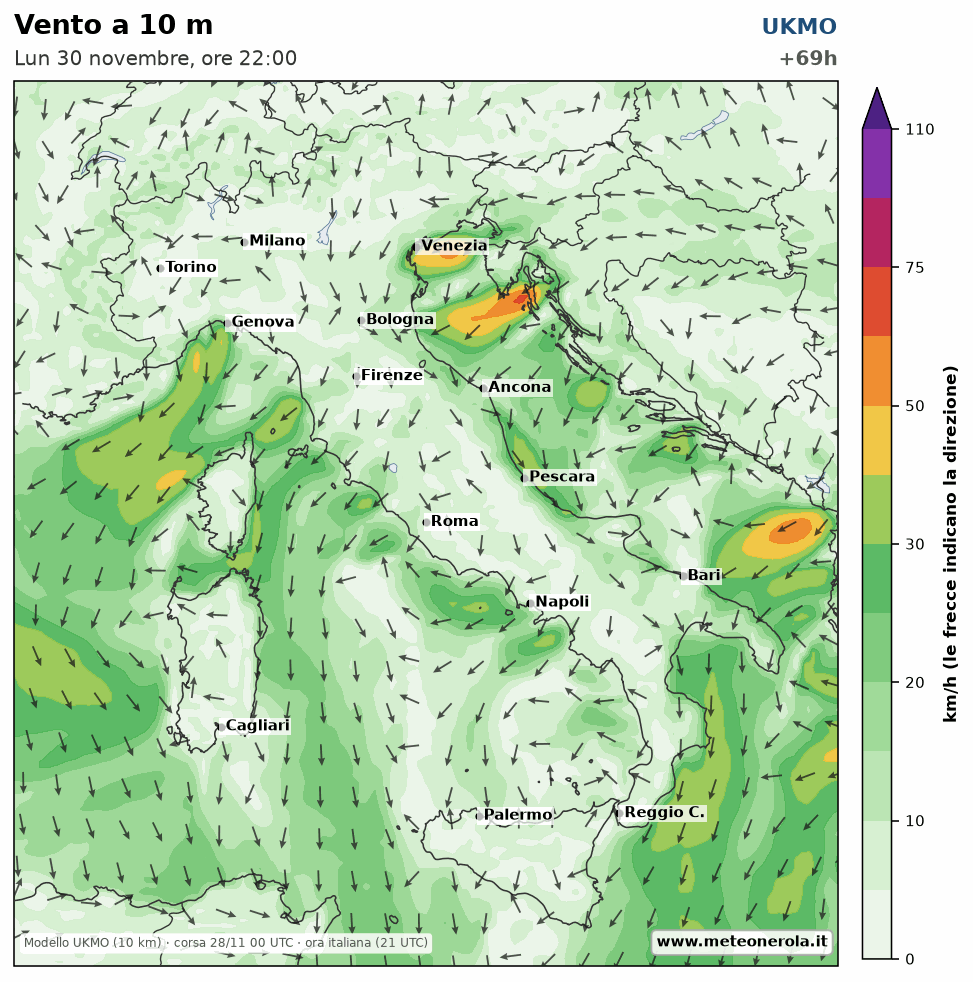 Vento a 10 m
UKMO
Lun 30 novembre, ore 22:00
+69h
Venezia
Milano
Torino
Genova
Bologna
Firenze
Ancona
Pescara
Roma
Bari
Napoli
Cagliari
Palermo
Reggio C.
110
75
50
30
20
10
0
km/h (le frecce indicano la direzione)
Modello UKMO (10 km) · corsa 28/11 00 UTC · ora italiana (21 UTC)
www.meteonerola.it